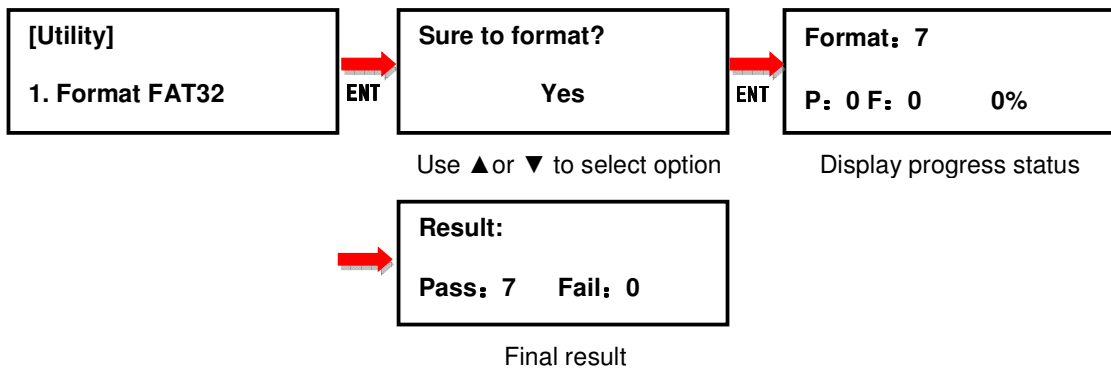 [Utility]
1. Format FAT32
ENT
Sure to format?
Yes
Use ▲or ▼ to select option
ENT
Format：7
P：0 F：0 0%
Display progress status
Result:
Pass：7 Fail：0
Final result